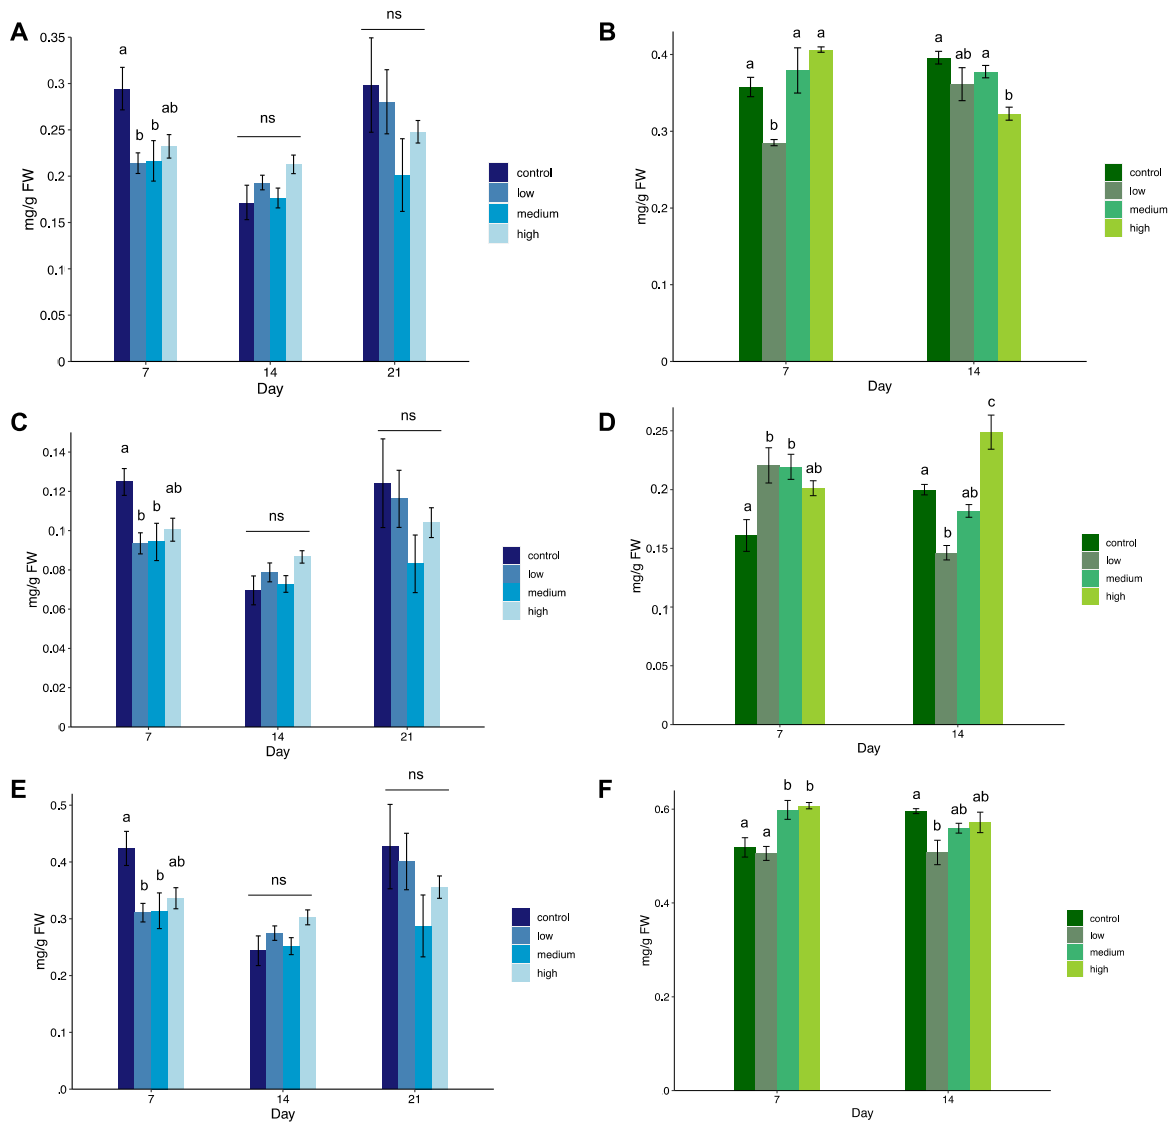 A
ns
0.35
a
0.3
ab
b b
ns
0.25
0.2
0.15
0.1
0.05
0
mg/g FW
7 14 21
Day
control
low
medium
high
B
a a
a
a
ab a
b
b
0.4
0.3
0.2
0.1
0
mg/g FW
7 14
Day
control
low
medium
high
C
ns
a
ab
b b
ns
0.14
0.12
0.1
0.08
0.06
0.04
0.02
0
mg/g FW
7 14 21
Day
control
low
medium
high
D
c
b b
ab
a
a
ab
b
0.25
0.2
0.15
0.1
0.05
0
mg/g FW
7 14
Day
control
low
medium
high
E
ns
a
ab
b b
ns
0.5
0.4
0.3
0.2
0.1
.0
mg/g FW
7 14 21
Day
control
low
medium
high
F
b b
a a
a
b
ab ab
0.6
0.4
0.2
0
mg/g FW
7 14
Day
control
low
medium
high